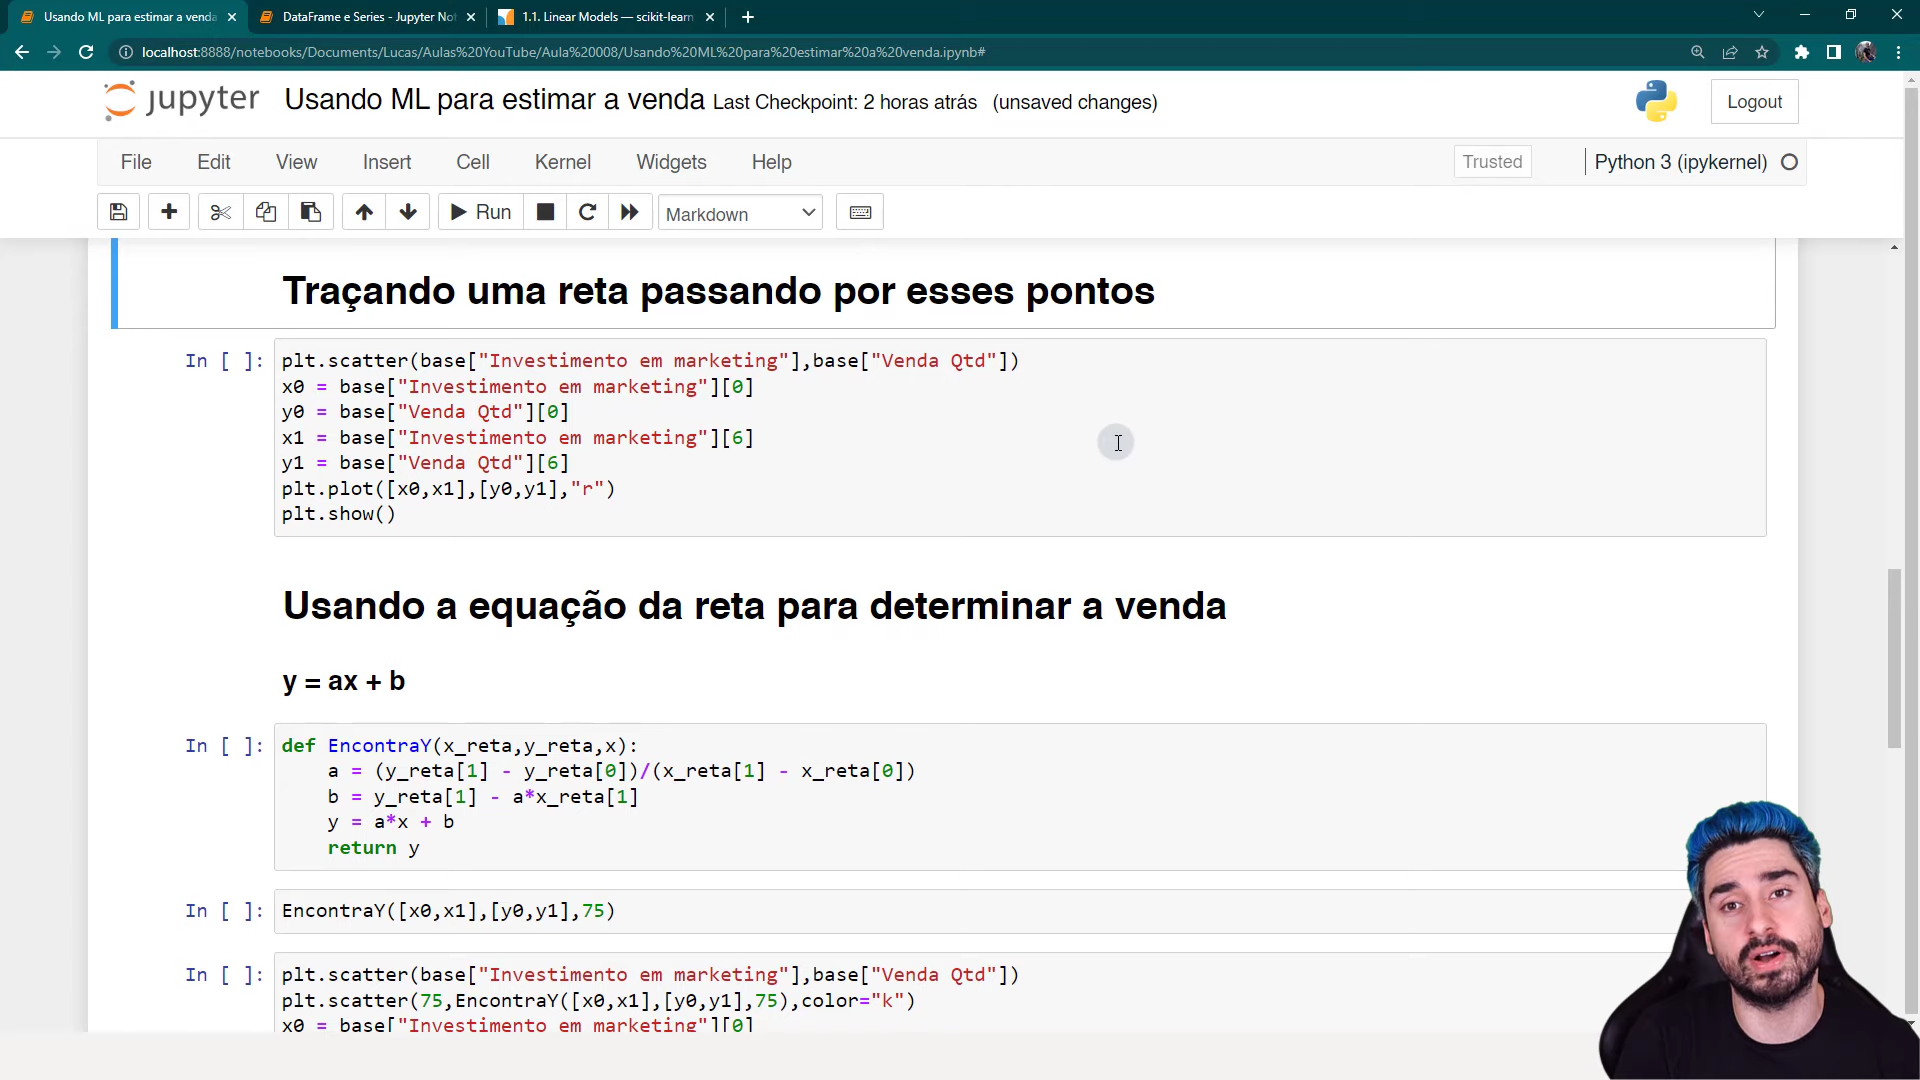 Usando ML para estimar a venda
DataFrame e Series - Jupyter Not
1.1. Linear Models — scikit-learn
localhost:8888/notebooks/Documents/Lucas/Aulas%20YouTube/Aula%20008/Usando%20ML%20para%20estimar%20a%20venda.ipynb#
jupyter Usando ML para estimar a venda Last Checkpoint: 2 horas atrás (unsaved changes)
Logout
File Edit View Insert Cell Kernel Widgets Help
Trusted
Python 3 (ipykernel)
Run
Markdown
Traçando uma reta passando por esses pontos
In [ ]: plt.scatter(base["Investimento em marketing"],base["Venda Qtd"])
x0 = base["Investimento em marketing"][0]
y0 = base["Venda Qtd"][0]
x1 = base["Investimento em marketing"][6]
y1 = base["Venda Qtd"][6]
plt.plot([x0,x1],[y0,y1],"r")
plt.show()
Usando a equação da reta para determinar a venda
y = ax + b
In [ ]: def EncontraY(x_reta,y_reta,x):
a = (y_reta[1] - y_reta[0])/(x_reta[1] - x_reta[0])
b = y_reta[1] - a*x_reta[1]
y = a*x + b
return y
In [ ]: EncontraY([x0,x1],[y0,y1],75)
In [ ]: plt.scatter(base["Investimento em marketing"],base["Venda Qtd"])
plt.scatter(75,EncontraY([x0,x1],[y0,y1],75),color="k")
x0 = base["Investimento em marketing"][0]